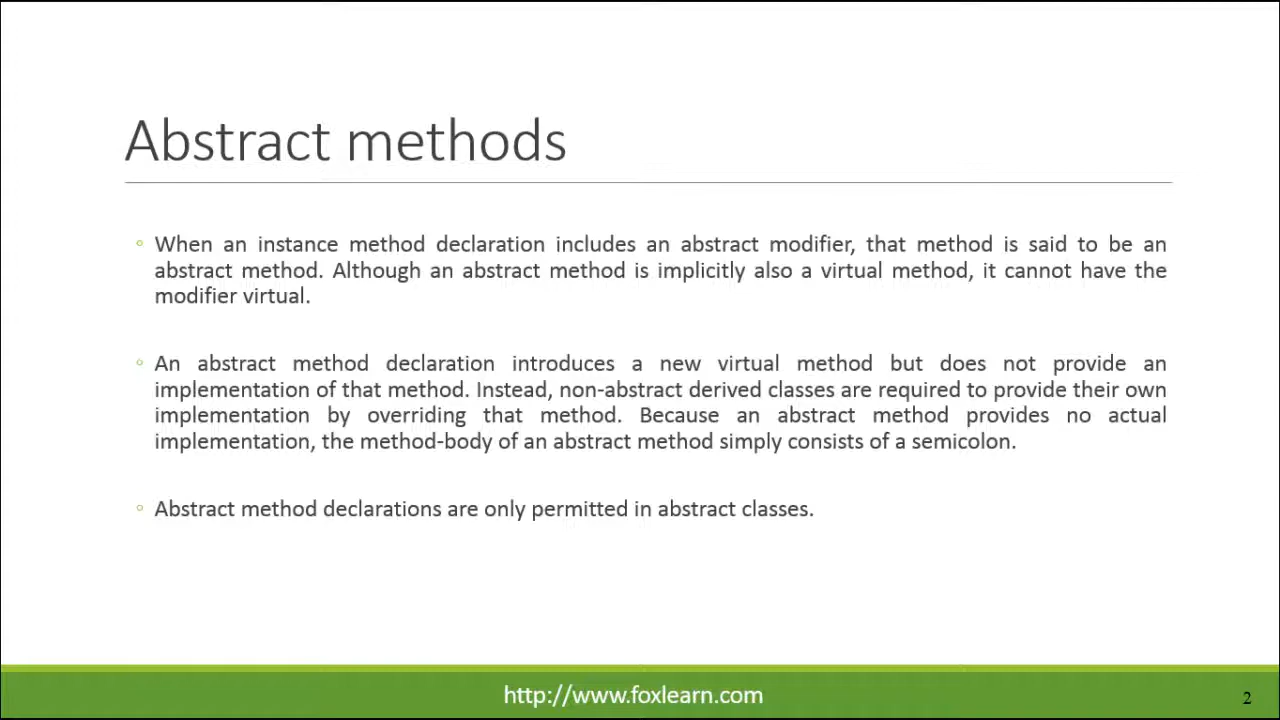 Abstract methods
When an instance method declaration includes an abstract modifier, that method is said to be an
abstract method. Although an abstract method is implicitly also a virtual method, it cannot have the
modifier virtual.
An abstract method declaration introduces a new virtual method but does not provide an
implementation of that method. Instead, non-abstract derived classes are required to provide their own
implementation by overriding that method. Because an abstract method provides no actual
implementation, the method-body of an abstract method simply consists of a semicolon.
Abstract method declarations are only permitted in abstract classes.
http://www.foxlearn.com
2